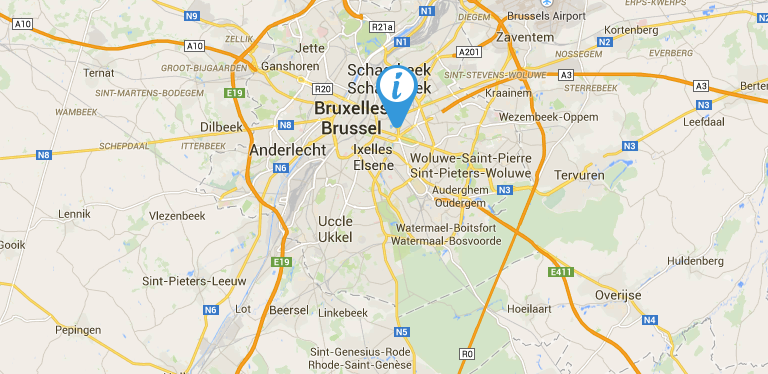 ERPS-KWERPS
N9
DIEGEM
Brussels Airport
A10
R21a
Kortenberg
ZELLIK
N1
Zaventem
N2
A10
Jette
A201
NOSSEGEM
EVERBERG
Ternat
GROOT-BIJGAARDEN
Ganshoren
Schaerbeek
SINT-STEVENS-WOLUWE
A3
SINT-MARTENS-BODEGEM
E19
R20
i
Kraainem
STERREBEEK
A3
WAMBEEK
Bruxelles
N3
Brussel
Wezembeek-Oppem
Leefdaal
Dilbeek
N8
SCHEPDAAL
ITTERBEEK
Anderlecht
Ixelles
Elsene
N3
N8
N6
Woluwe-Saint-Pierre
Sint-Pieters-Woluwe
Tervuren
Auderghem
Oudergem
N3
Lennik
Vlezenbeek
Uccle
Ukkel
Watermael-Boitsfort
Watermaal-Bosvoorde
Gooik
E19
E411
Huldenberg
Sint-Pieters-Leeuw
Overijse
N6
Lot
Beersel
Linkebeek
Hoeilaart
N4
Pepingen
N5
Sint-Genesius-Rode
Rhode-Saint-Genèse
R0